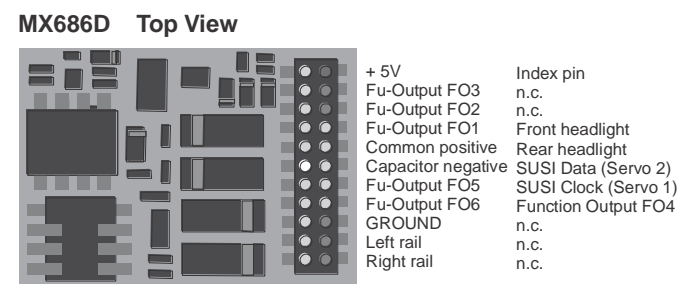 MX686D Top View
+ 5V Index pin
Fu-Output FO3 n.c.
Fu-Output FO2 n.c.
Fu-Output FO1 Front headlight
Common positive Rear headlight
Capacitor negative SUSI Data (Servo 2)
Fu-Output FO5 SUSI Clock (Servo 1)
Fu-Output FO6 Function Output FO4
GROUND n.c.
Left rail n.c.
Right rail n.c.